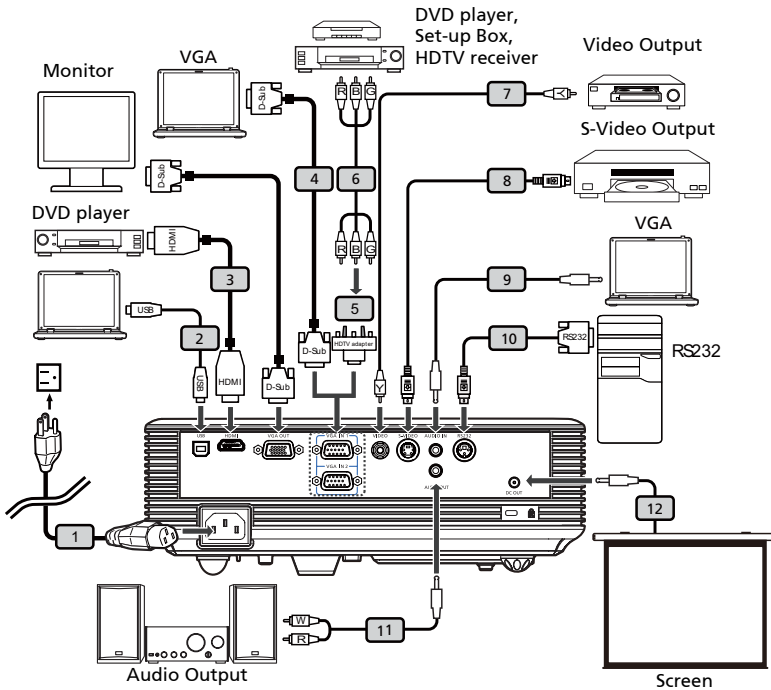 DVD player,
Set-up Box,
HDTV receiver
Video Output
VGA
Monitor
D-Sub
R B G
7
Y
S-Video Output
D-Sub
4
6
8
DVD player
HDMI
R B G
VGA
3
9
USB
2
5
10
RS232
RS232
D-Sub
HDTV adapter
USB
HDMI
D-Sub
Y
USB
HDMI
VGA OUT
VGA IN 1
VIDEO
S-VIDEO
AUDIO IN
RS232
VGA IN 2
DC OUT
12
1
W
R
11
Audio Output
Screen